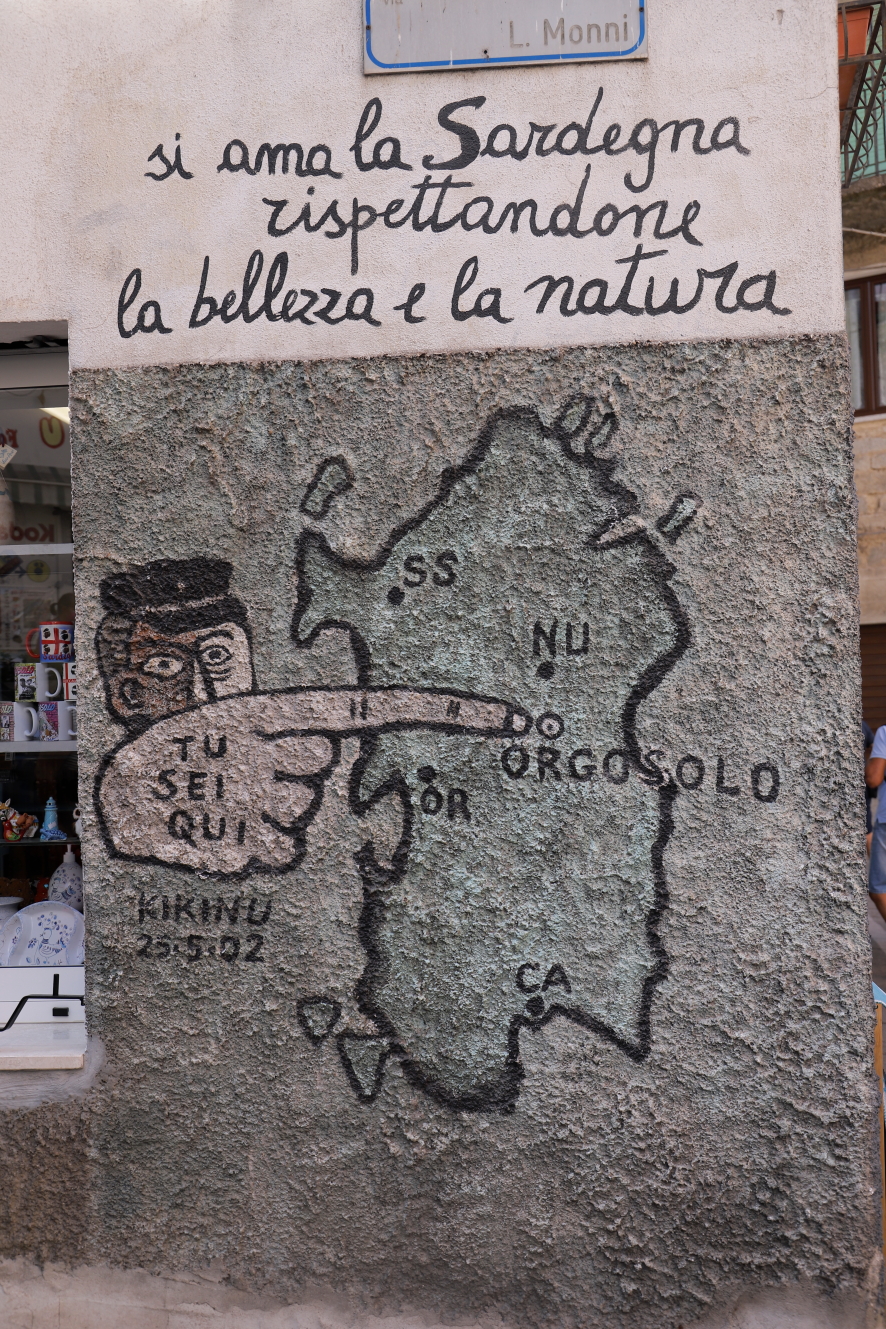 L. Monni
si ama la Sardegna
rispettandone
la bellezza e la natura
SS
NU
ORGOSOLO
TU
SEI
QUI
OR
KIKINU
25.5.02
CA